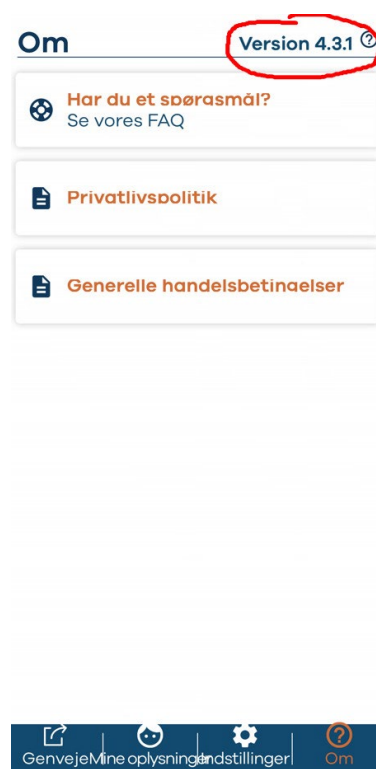 Om
Version 4.3.1 ?
Har du et spørgsmål?
Se vores FAQ
Privatlivspolitik
Generelle handelsbetingelser
Genveje Mine oplysninger Indstillinger Om